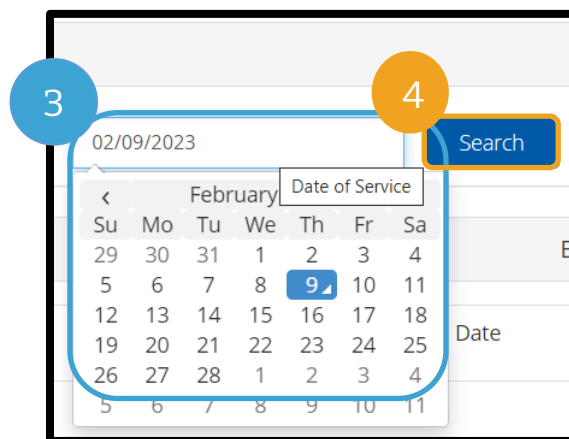 3
4
02/09/2023
Search
‹ February
Date of Service
Su Mo Tu We Th Fr Sa
29 30 31 1 2 3 4
5 6 7 8 9 10 11
12 13 14 15 16 17 18
19 20 21 22 23 24 25
Date
26 27 28 1 2 3 4
5 6 7 8 9 10 11